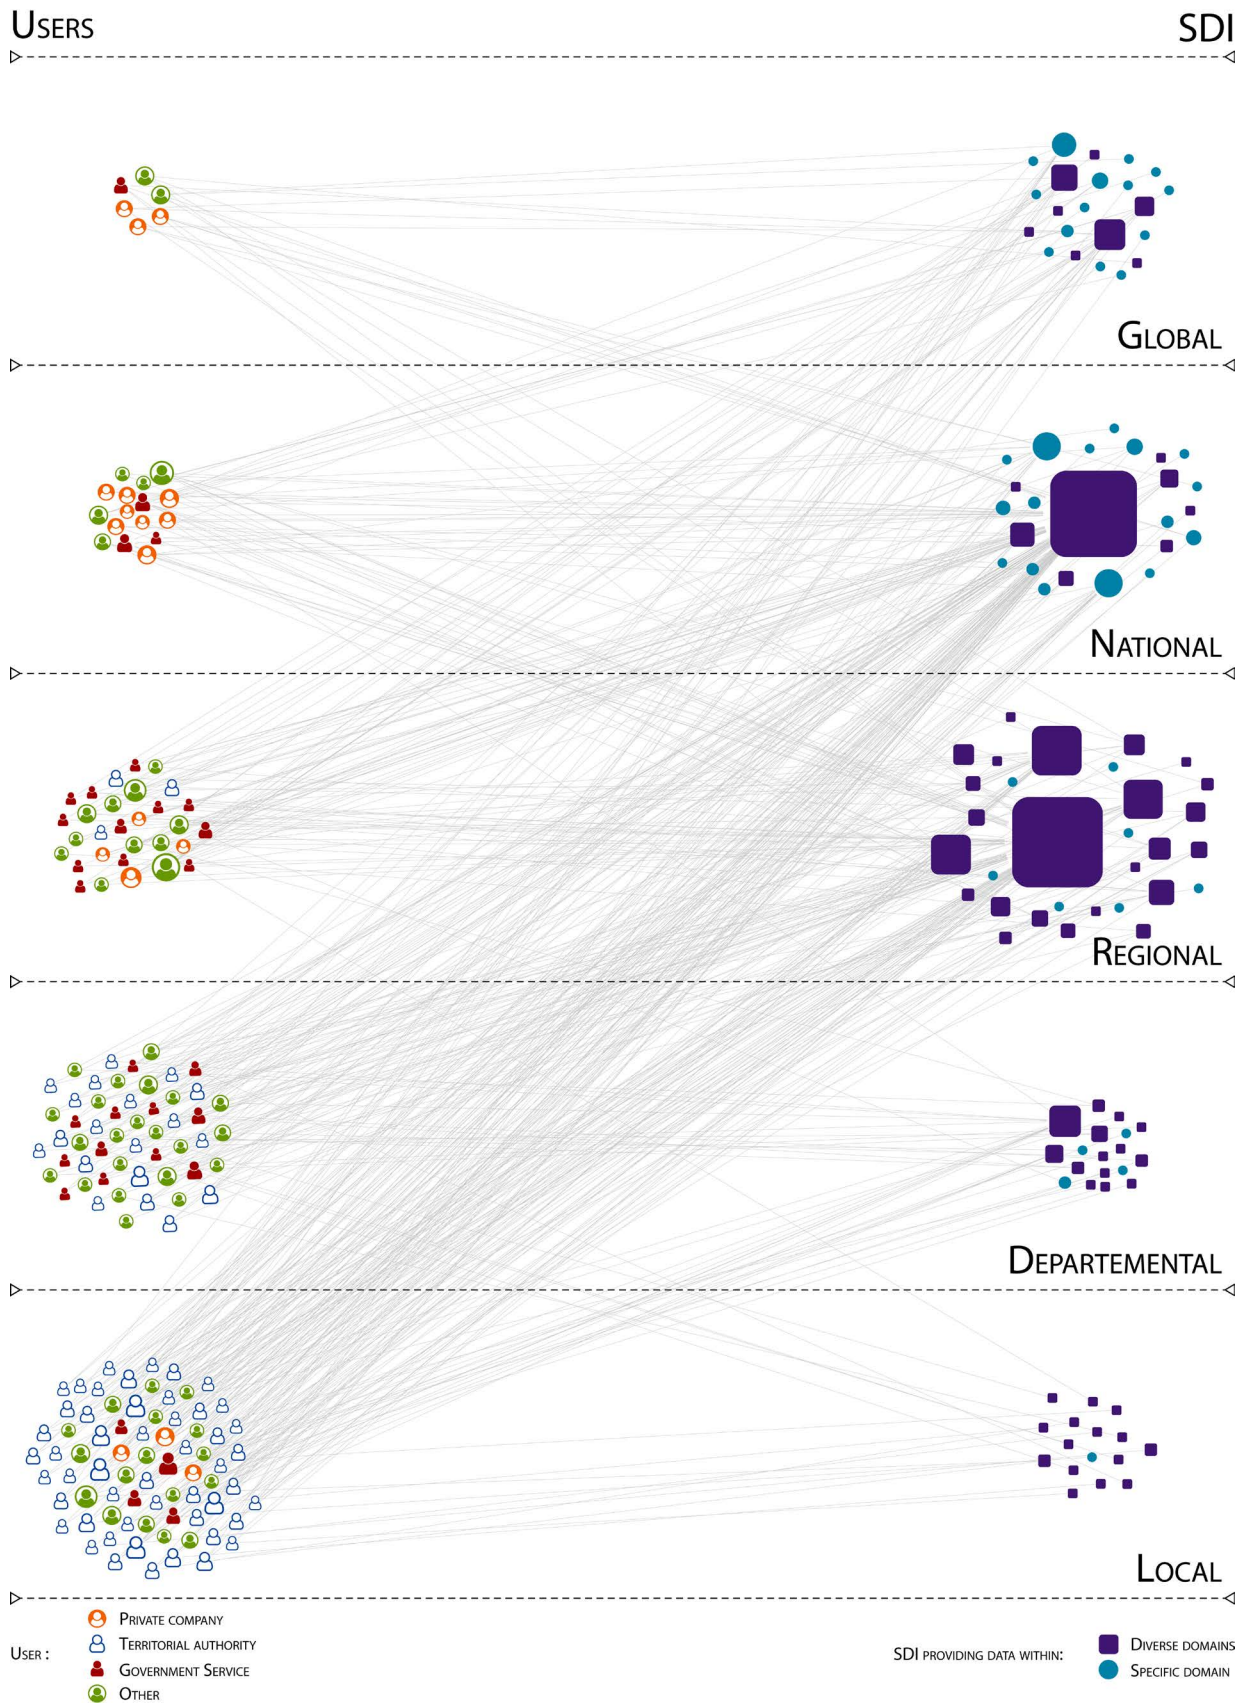 USERS SDI
GLOBAL
NATIONAL
REGIONAL
DEPARTEMENTAL
LOCAL
USER :
PRIVATE COMPANY
TERRITORIAL AUTHORITY
GOVERNMENT SERVICE
OTHER
SDI PROVIDING DATA WITHIN:
DIVERSE DOMAINS
SPECIFIC DOMAIN